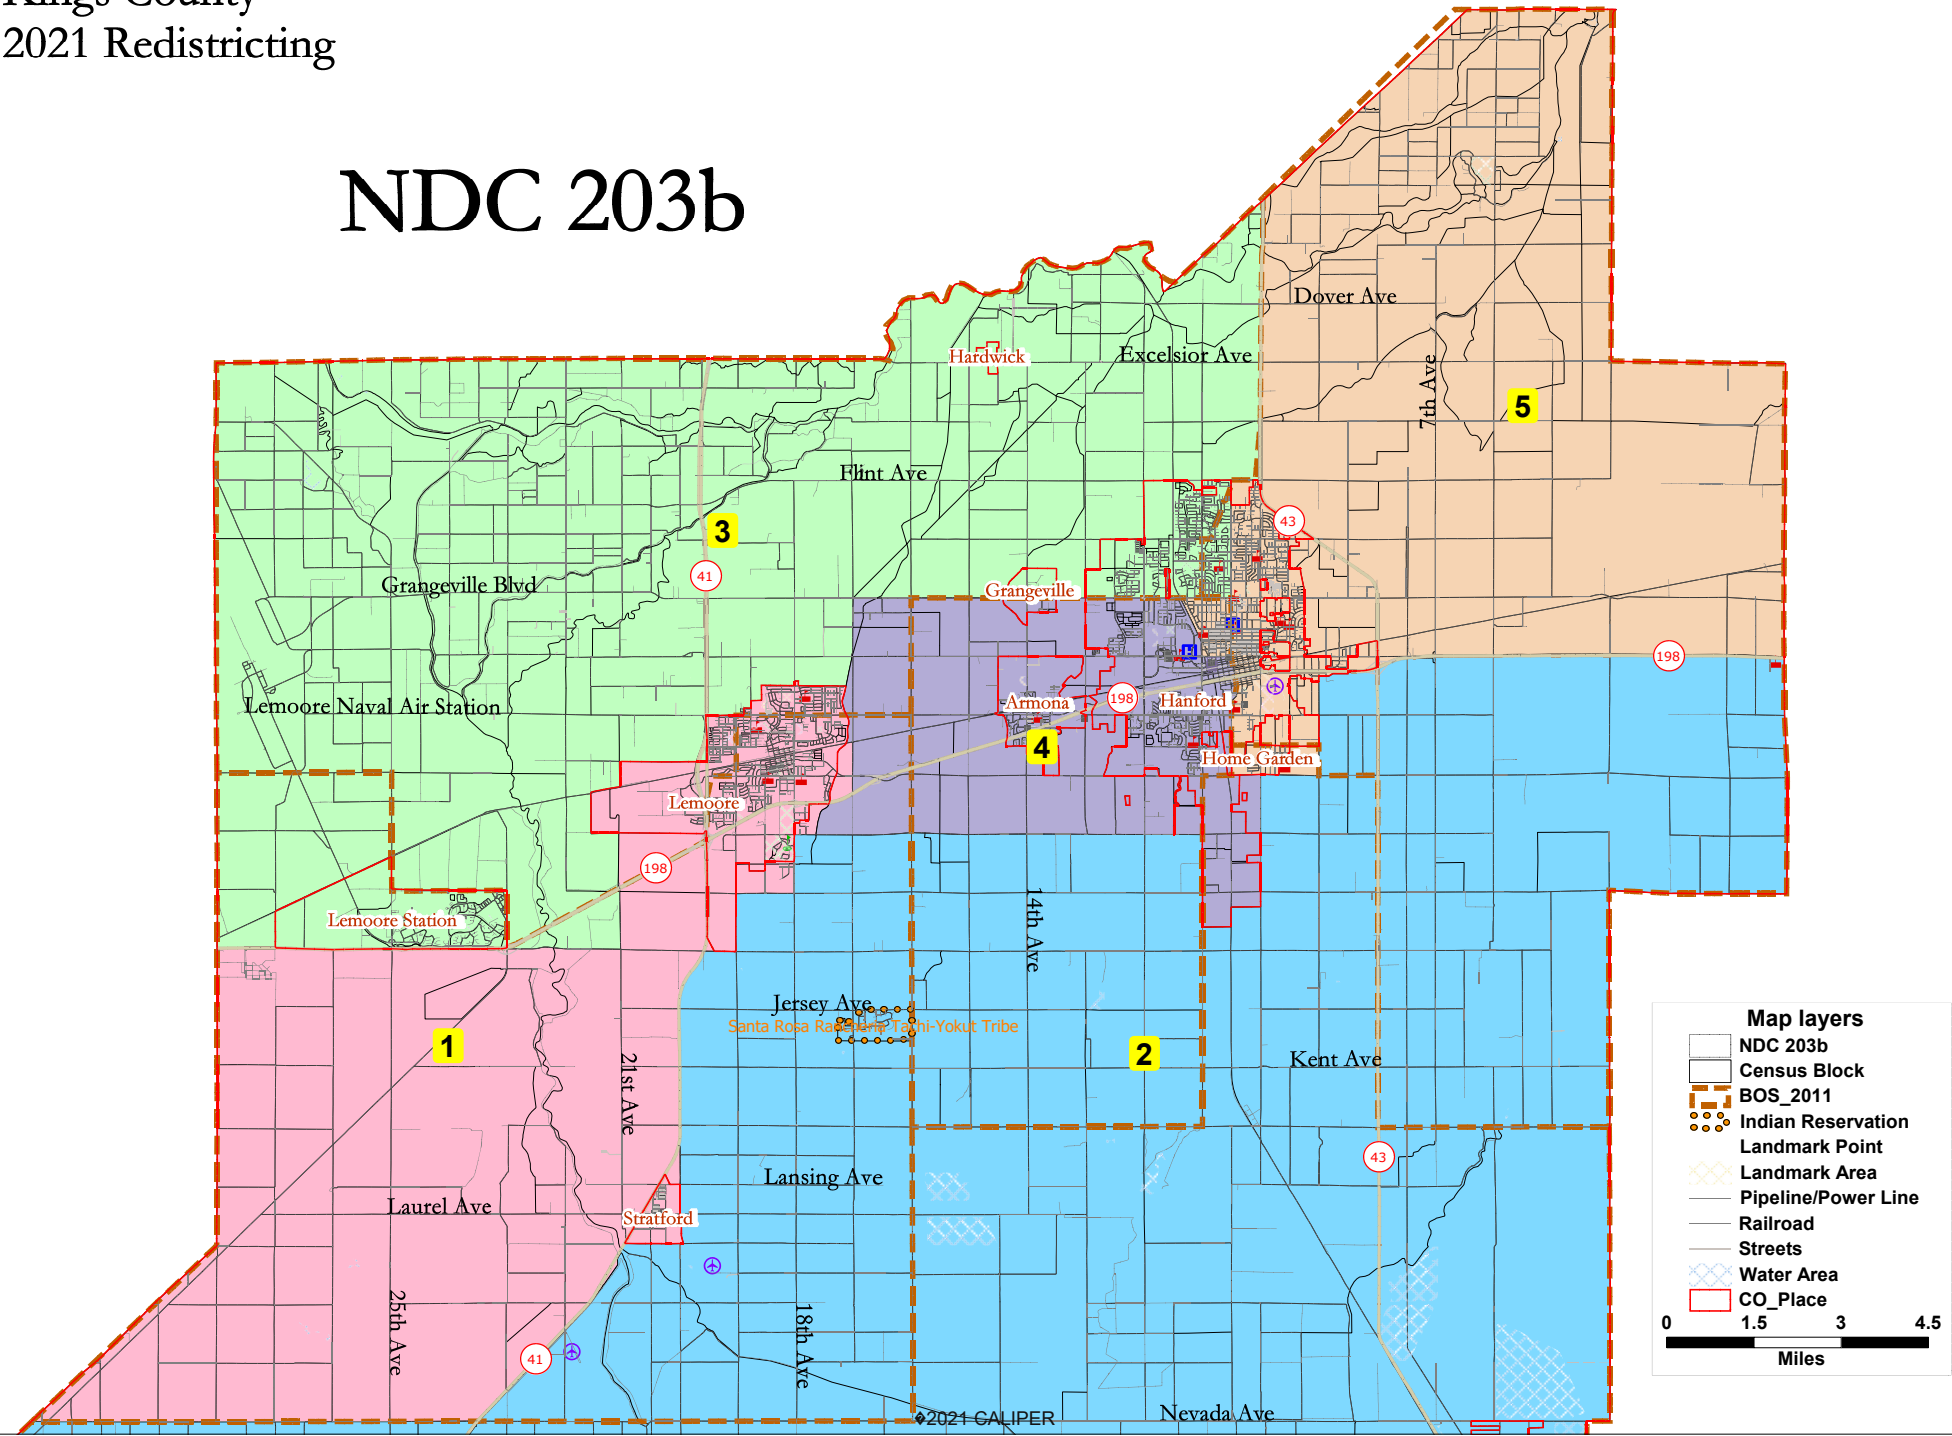 Kings County
2021 Redistricting
NDC 203b
Dover Ave
Hardwick
Excelsior Ave
7th Ave
5
Flint Ave
3
43
41
Grangeville Blvd
Grangeville
198
Lemoore Naval Air Station
Armona
198
Hanford
4
Home Garden
Lemoore
198
Lemoore Station
14th Ave
Jersey Ave
Santa Rosa Rancheria Tachi-Yokut Tribe
1
2
21st Ave
Kent Ave
43
Lansing Ave
Laurel Ave
Stratford
25th Ave
18th Ave
41
Nevada Ave
�2021 CALIPER
Map layers
NDC 203b
Census Block
BOS_2011
Indian Reservation
Landmark Point
Landmark Area
Pipeline/Power Line
Railroad
Streets
Water Area
CO_Place
0 1.5 3 4.5
Miles